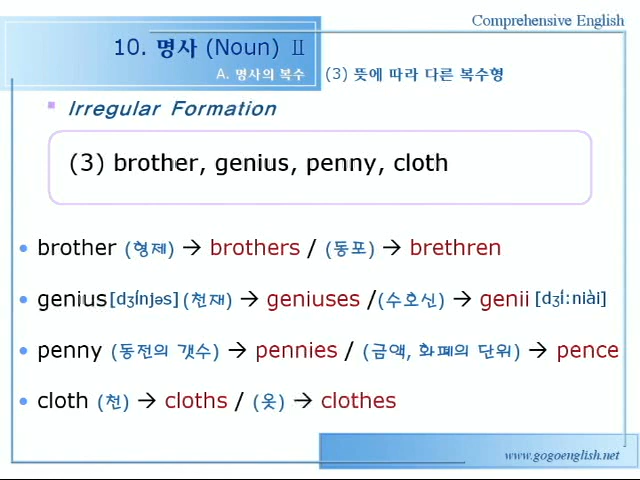 Comprehensive English
10. 명사 (Noun) Ⅱ
A. 명사의 복수 (3) 뜻에 따라 다른 복수형
Irregular Formation
(3) brother, genius, penny, cloth
• brother (형제) → brothers / (동포) → brethren
• genius[dʒínjəs] (천재) → geniuses /(수호신) → genii [dʒíːniài]
• penny (동전의 갯수) → pennies / (금액, 화폐의 단위) → pence
• cloth (천) → cloths / (옷) → clothes
www.gogoenglish.net